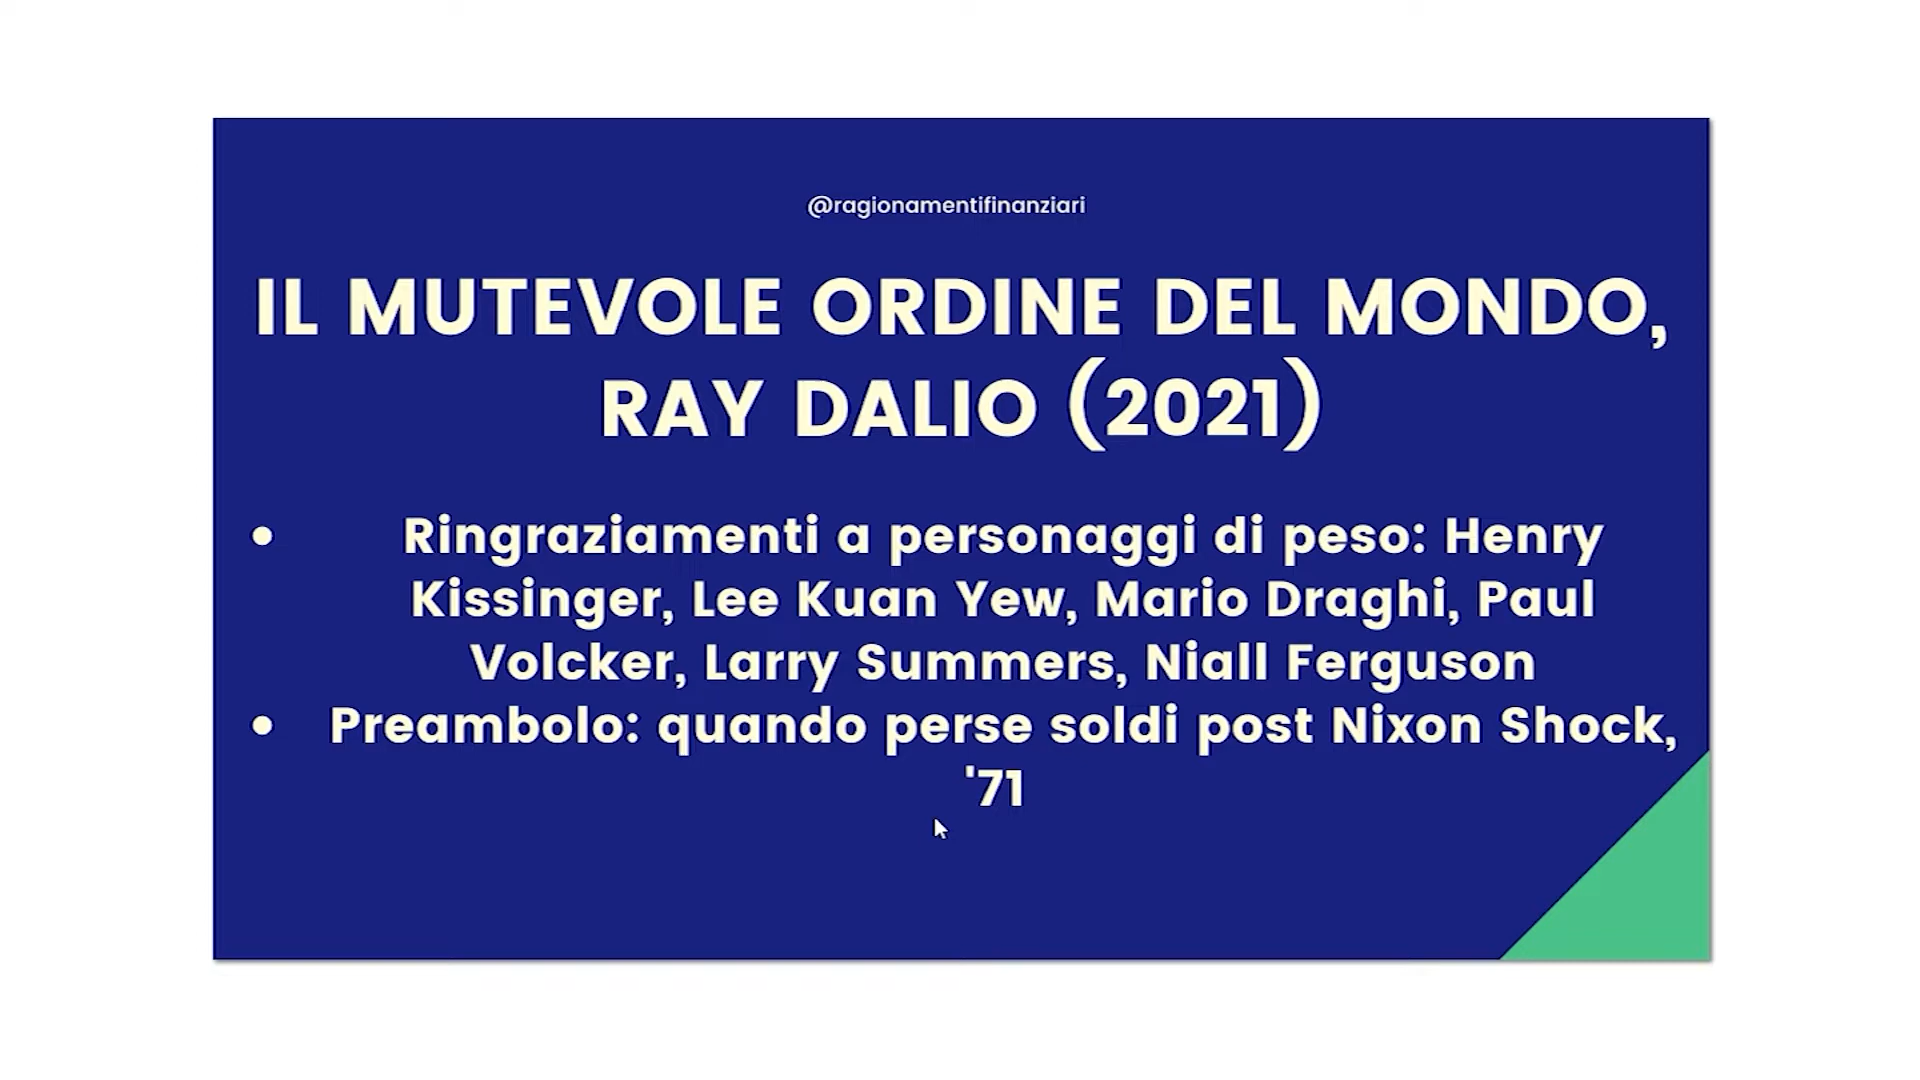 @ragionamentifinanziari
IL MUTEVOLE ORDINE DEL MONDO,
RAY DALIO (2021)
• Ringraziamenti a personaggi di peso: Henry
Kissinger, Lee Kuan Yew, Mario Draghi, Paul
Volcker, Larry Summers, Niall Ferguson
• Preambolo: quando perse soldi post Nixon Shock,
'71